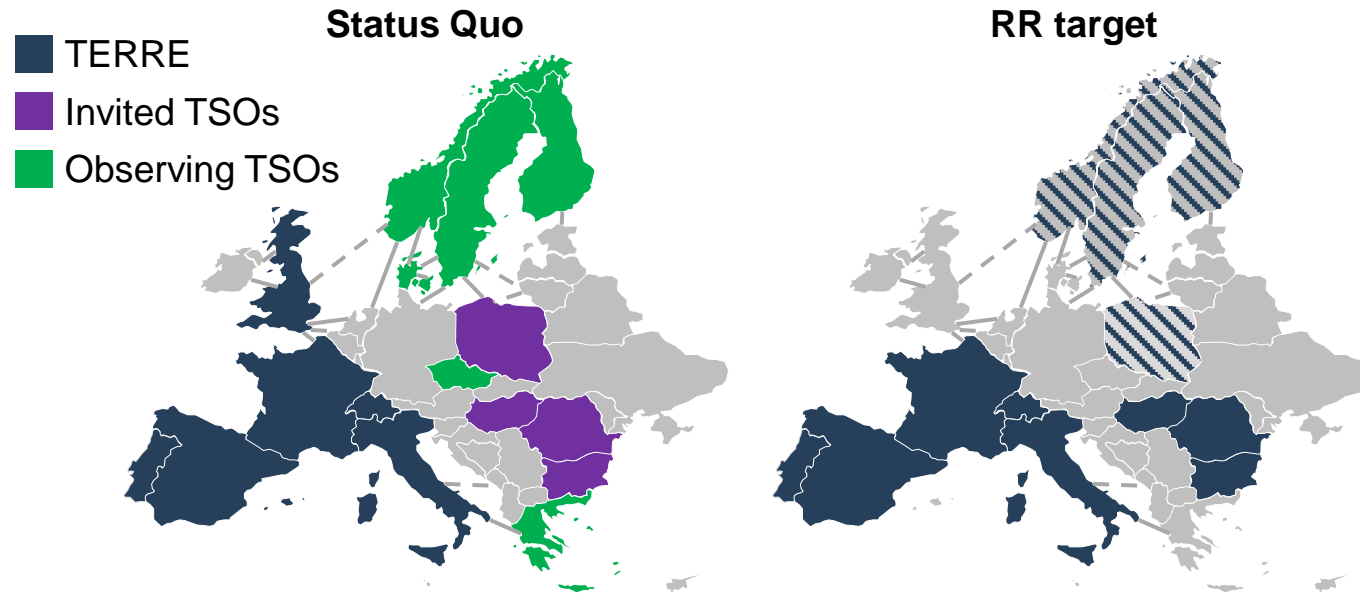 Status Quo
RR target
TERRE
Invited TSOs
Observing TSOs